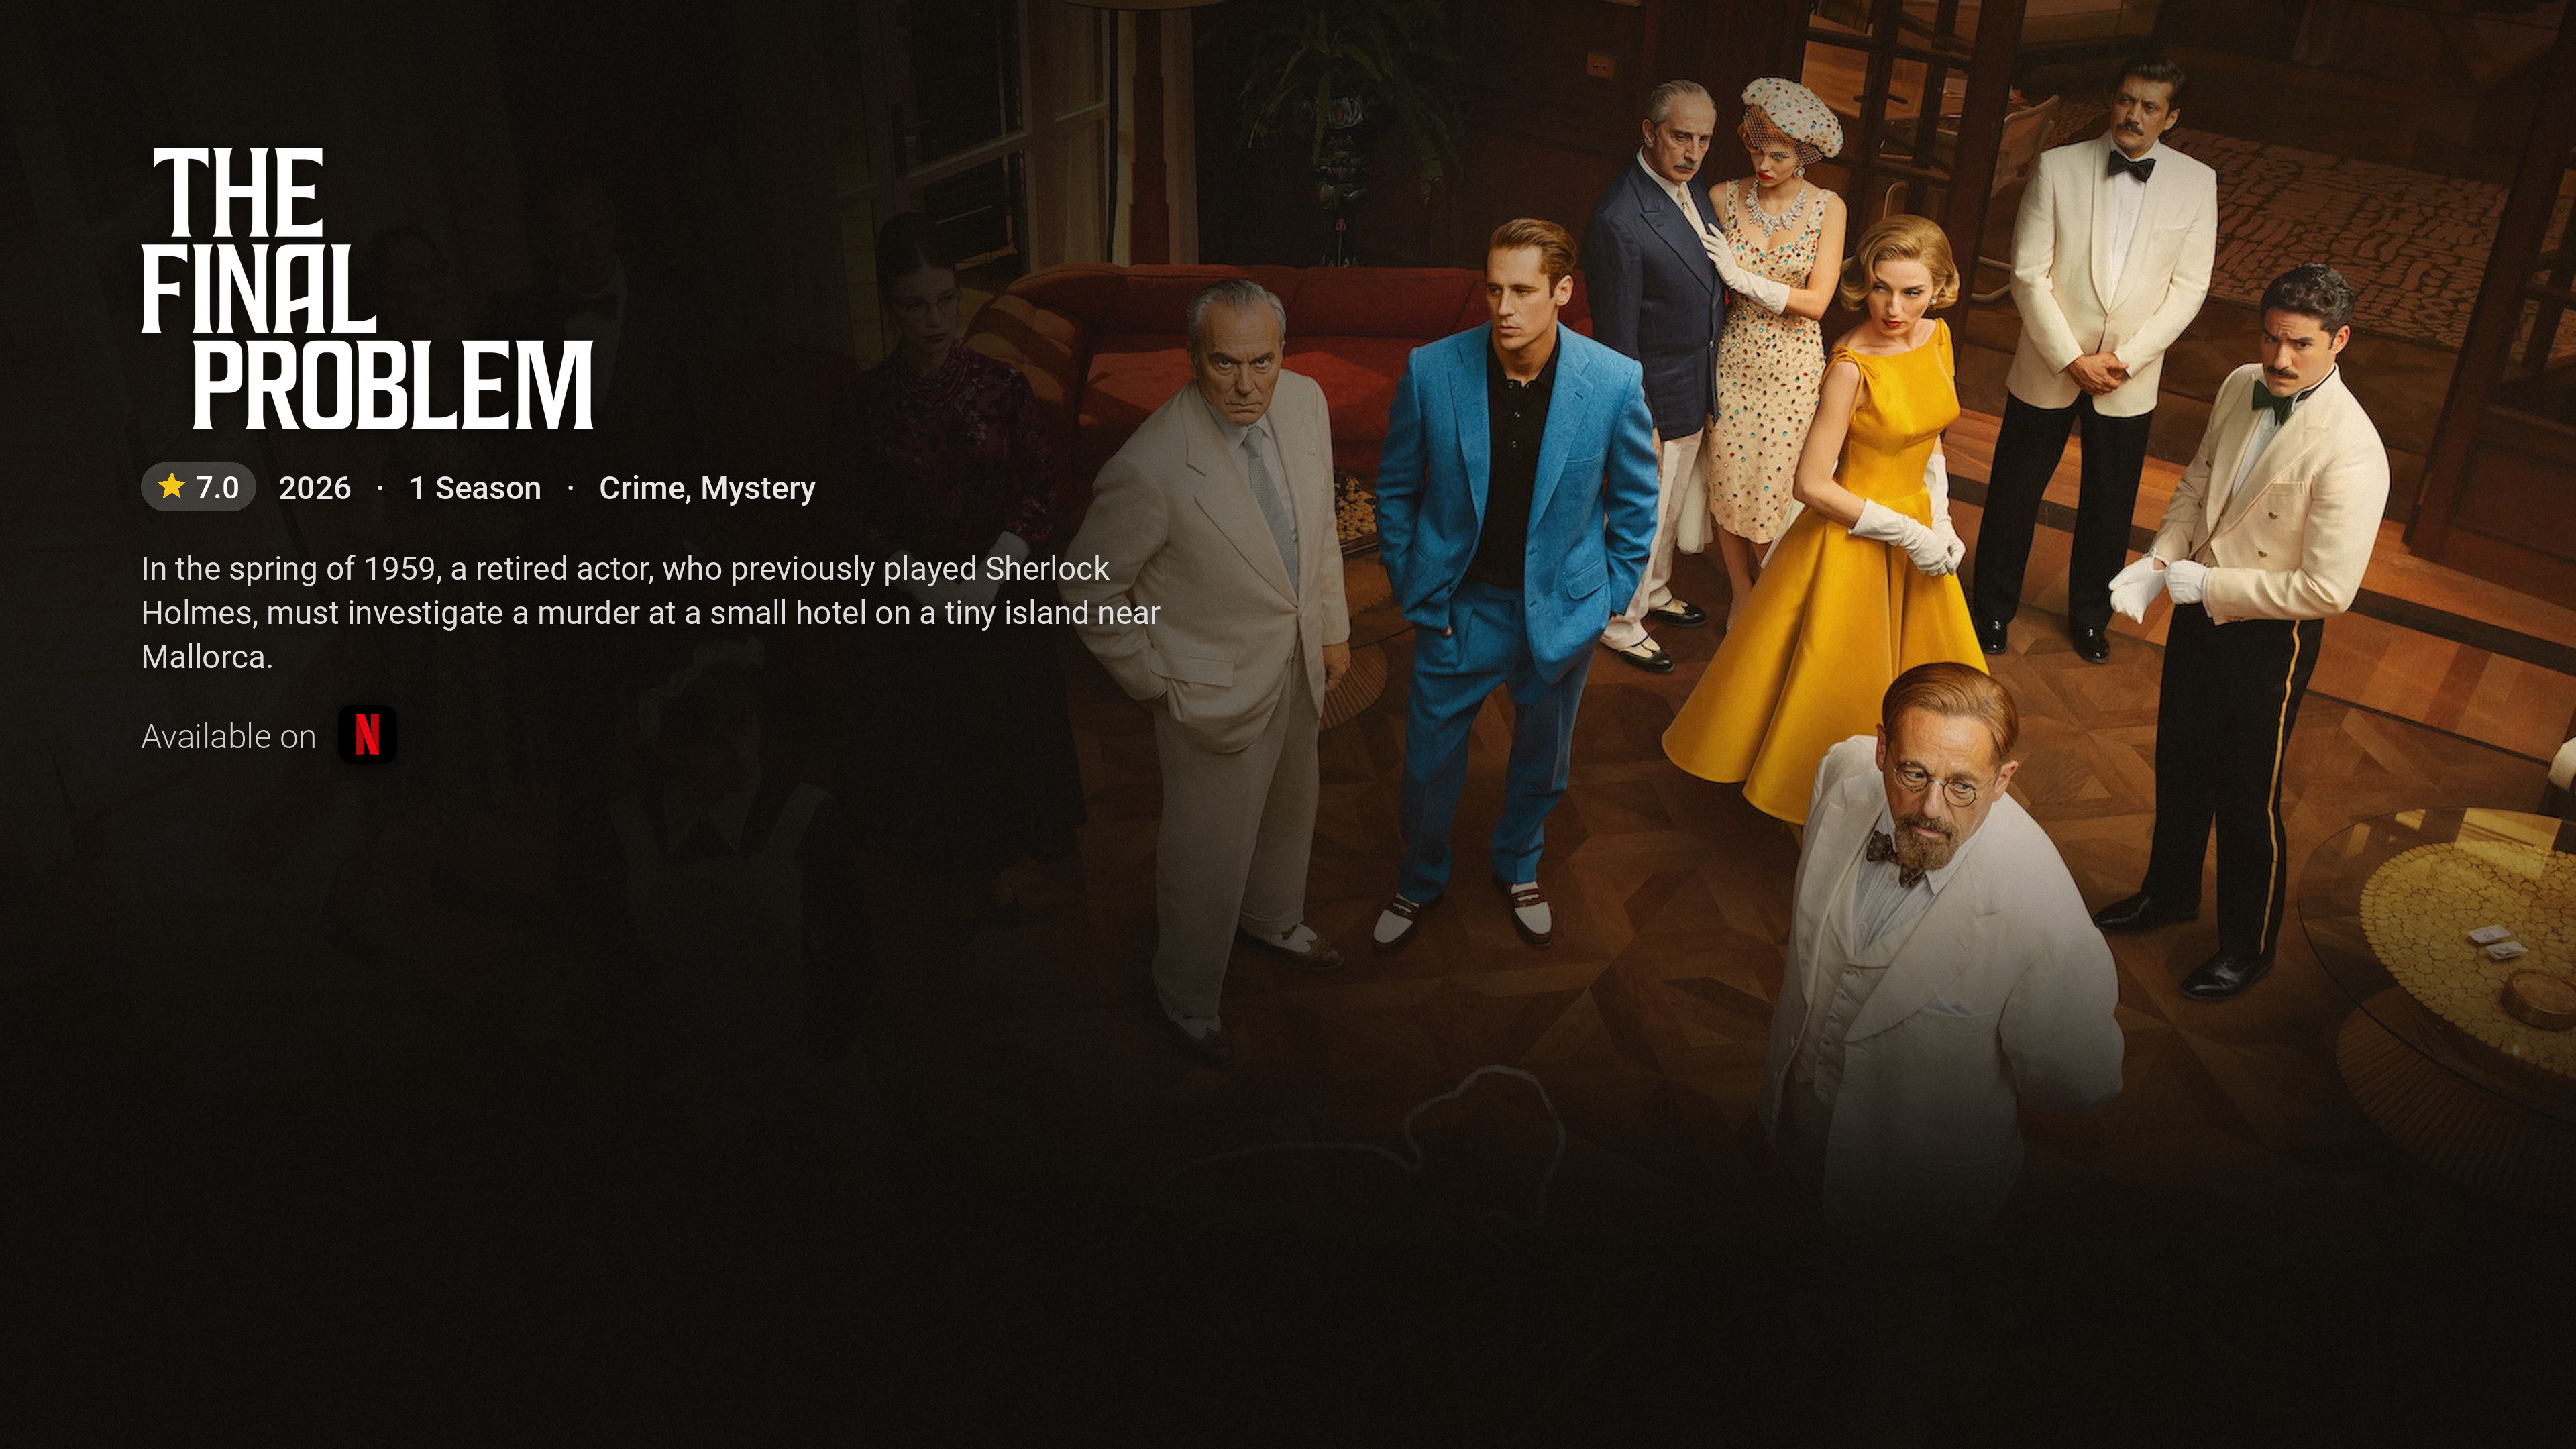 THE
FINAL
PROBLEM
7.0 2026 · 1 Season · Crime, Mystery
In the spring of 1959, a retired actor, who previously played Sherlock
Holmes, must investigate a murder at a small hotel on a tiny island near
Mallorca.
Available on N